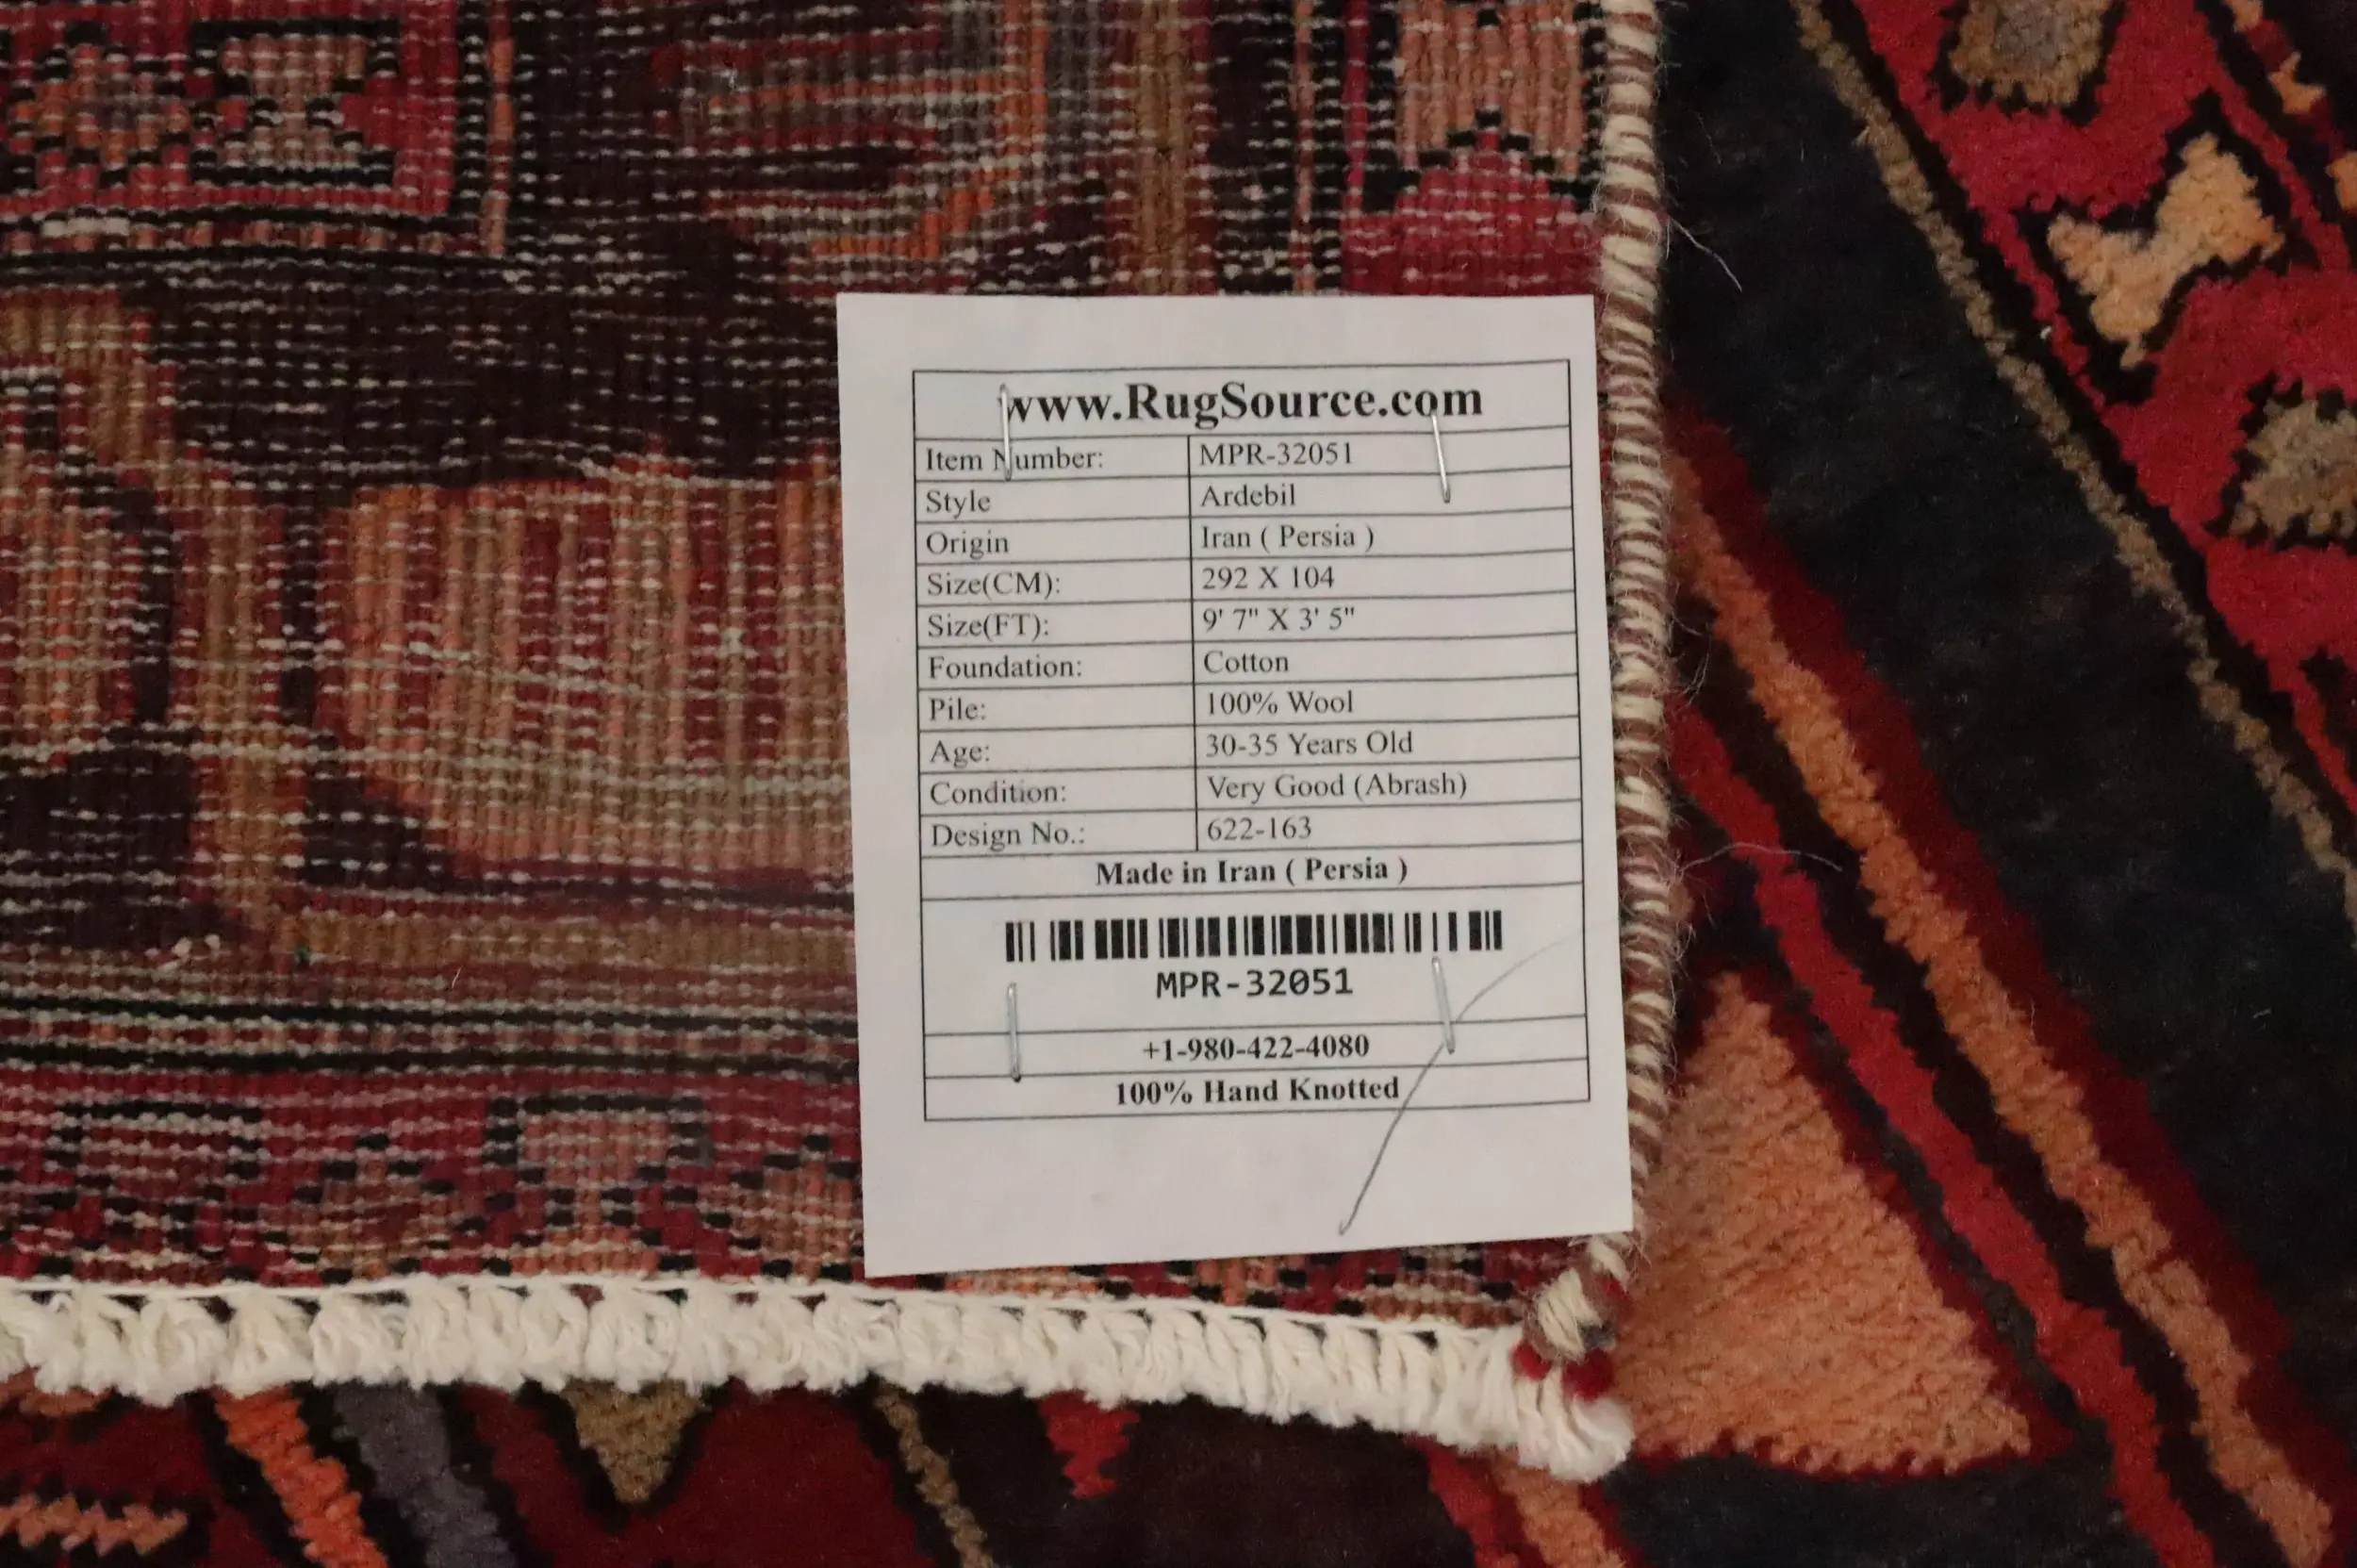 www.RugSource.com
Item Number: MPR-32051
Style Ardebil
Origin Iran ( Persia )
Size(CM): 292 X 104
Size(FT): 9' 7" X 3' 5"
Foundation: Cotton
Pile: 100% Wool
Age: 30-35 Years Old
Condition: Very Good (Abrash)
Design No.: 622-163
Made in Iran ( Persia )
MPR-32051
+1-980-422-4080
100% Hand Knotted